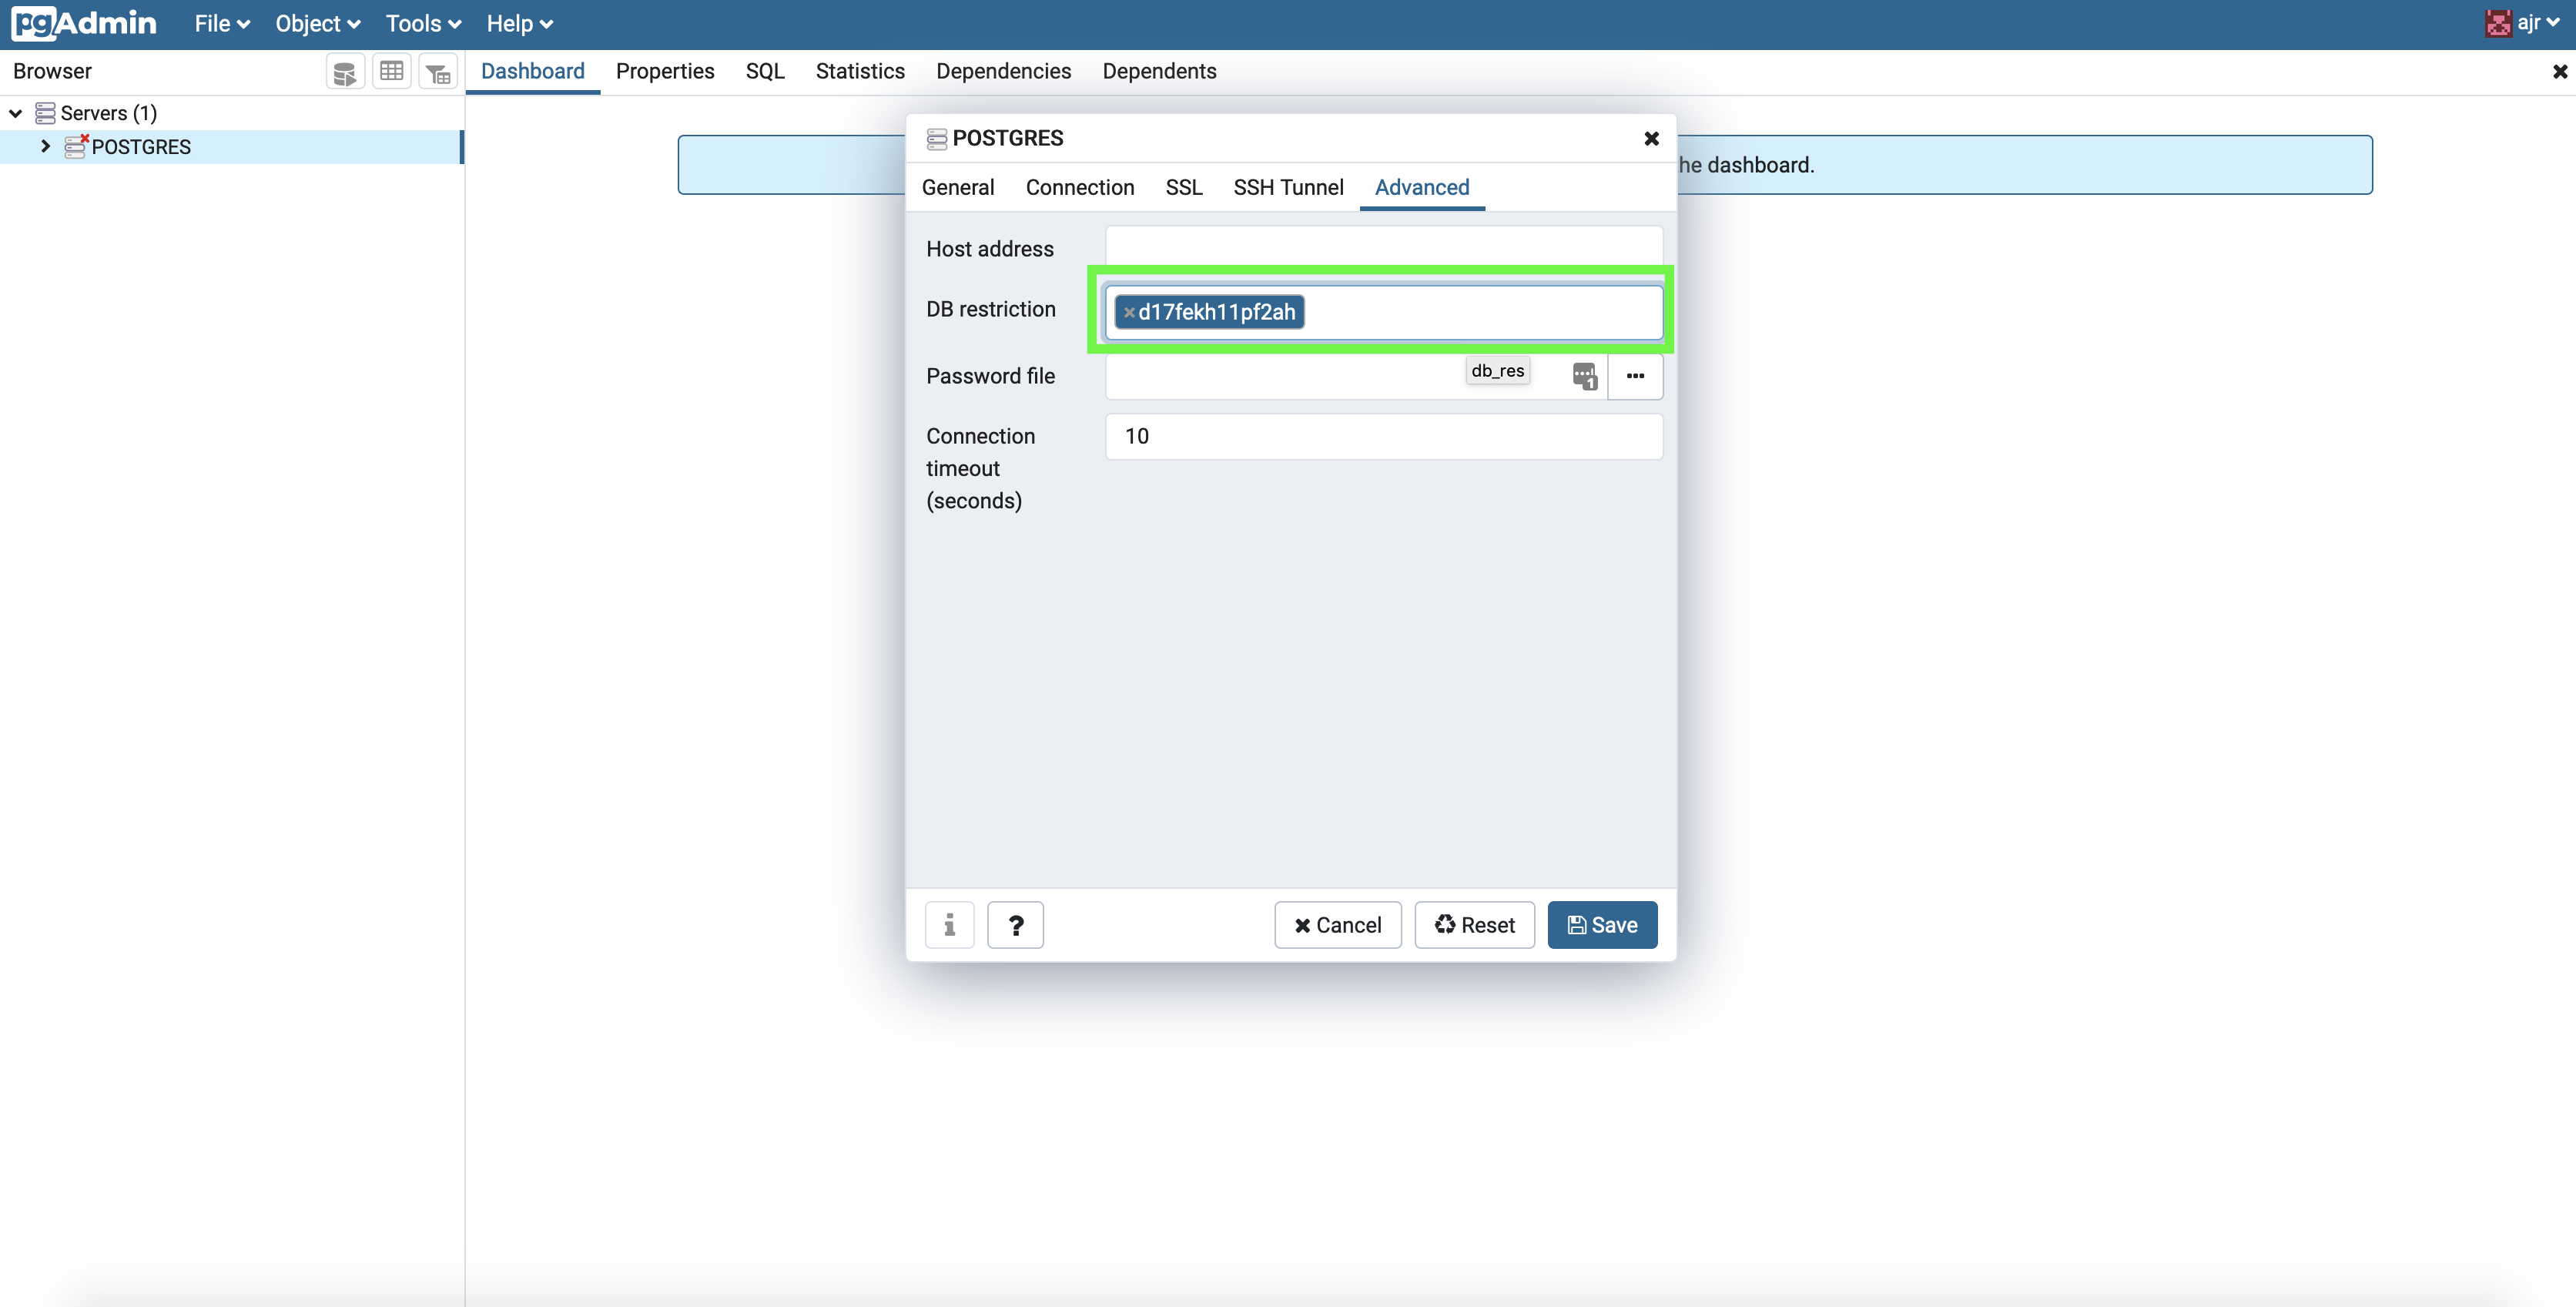 pgAdmin File Object Tools Help ajr
Browser
Dashboard Properties SQL Statistics Dependencies Dependents
Servers (1)
POSTGRES
he dashboard.
POSTGRES
General Connection SSL SSH Tunnel Advanced
Host address
DB restriction
×d17fekh11pf2ah
Password file
db_res
1
...
Connection
timeout
(seconds)
10
i
?
Cancel
Reset
Save